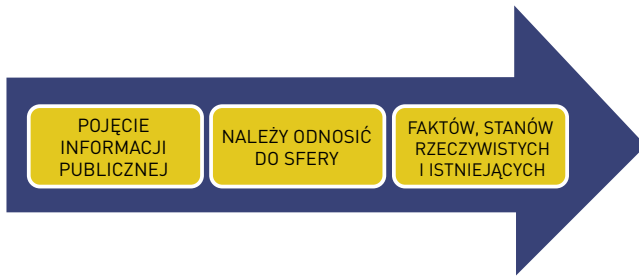 POJĘCIE
INFORMACJI
PUBLICZNEJ
NALEŻY ODNOSIĆ
DO SFERY
FAKTÓW, STANÓW
RZECZYWISTYCH
I ISTNIEJĄCYCH